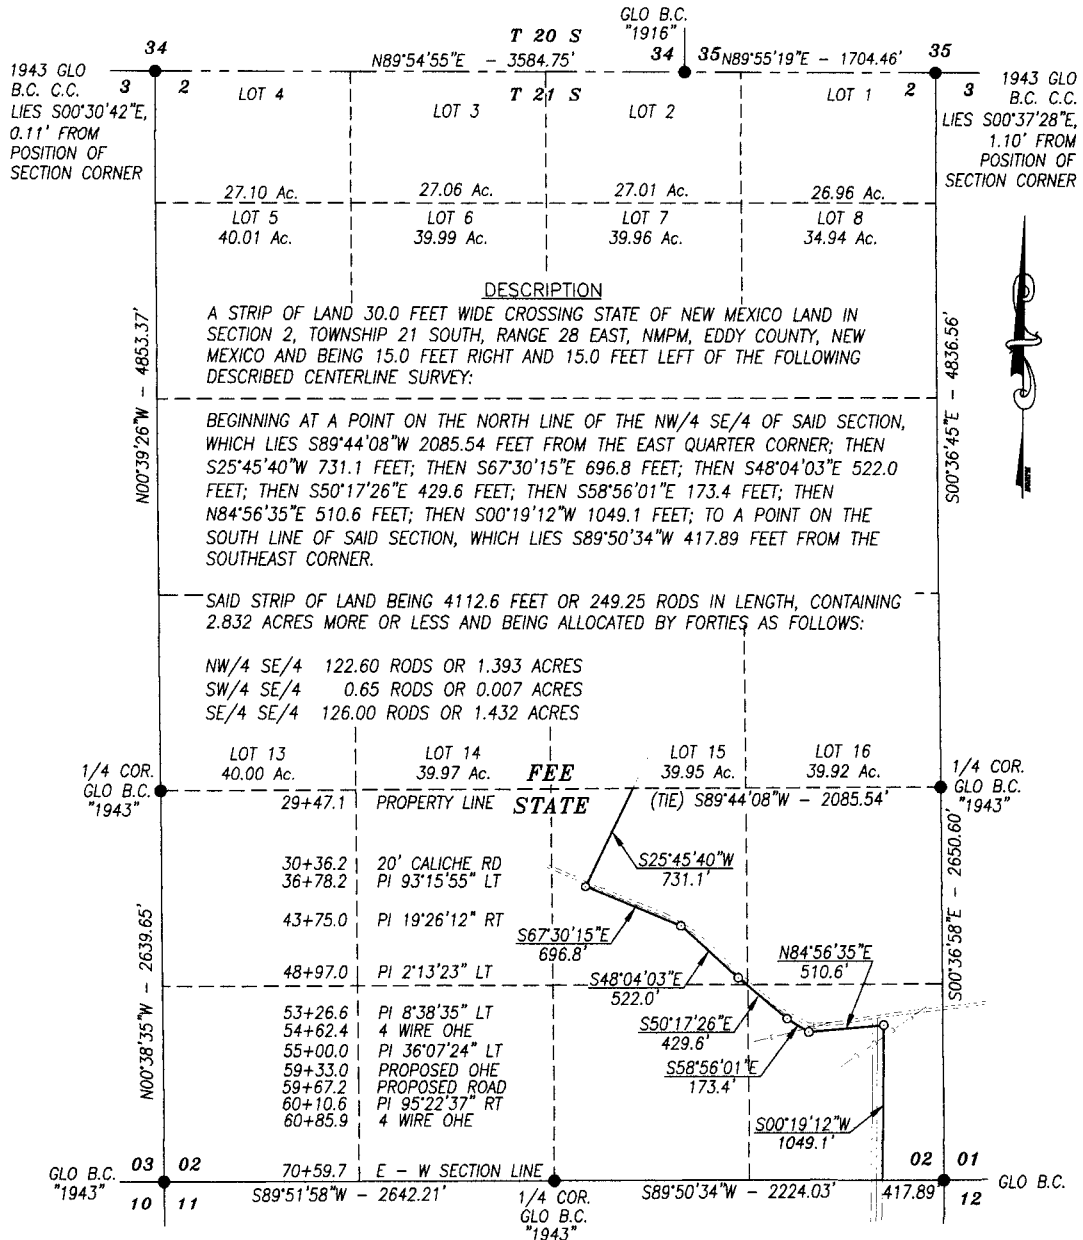 GLO B.C.
"1916"
T 20 S
34
N89°54'55"E - 3584.75'
34 35
N89°55'19"E - 1704.46'
35
1943 GLO
B.C. C.C.
LIES S00°30'42"E,
0.11' FROM
POSITION OF
SECTION CORNER
3 2
LOT 4
T 21 S
LOT 3
LOT 2
LOT 1
2 3
1943 GLO
B.C. C.C.
LIES S00°37'28"E,
1.10' FROM
POSITION OF
SECTION CORNER
27.10 Ac.
27.06 Ac.
27.01 Ac.
26.96 Ac.
LOT 5
40.01 Ac.
LOT 6
39.99 Ac.
LOT 7
39.96 Ac.
LOT 8
34.94 Ac.
NORTH
N00°39'26"W - 4853.37'
S00°36'45"E - 4836.56'
DESCRIPTION
A STRIP OF LAND 30.0 FEET WIDE CROSSING STATE OF NEW MEXICO LAND IN
SECTION 2, TOWNSHIP 21 SOUTH, RANGE 28 EAST, NMPM, EDDY COUNTY, NEW
MEXICO AND BEING 15.0 FEET RIGHT AND 15.0 FEET LEFT OF THE FOLLOWING
DESCRIBED CENTERLINE SURVEY:
BEGINNING AT A POINT ON THE NORTH LINE OF THE NW/4 SE/4 OF SAID SECTION,
WHICH LIES S89°44'08"W 2085.54 FEET FROM THE EAST QUARTER CORNER; THEN
S25°45'40"W 731.1 FEET; THEN S67°30'15"E 696.8 FEET; THEN S48°04'03"E 522.0
FEET; THEN S50°17'26"E 429.6 FEET; THEN S58°56'01"E 173.4 FEET; THEN
N84°56'35"E 510.6 FEET; THEN S00°19'12"W 1049.1 FEET; TO A POINT ON THE
SOUTH LINE OF SAID SECTION, WHICH LIES S89°50'34"W 417.89 FEET FROM THE
SOUTHEAST CORNER.
SAID STRIP OF LAND BEING 4112.6 FEET OR 249.25 RODS IN LENGTH, CONTAINING
2.832 ACRES MORE OR LESS AND BEING ALLOCATED BY FORTIES AS FOLLOWS:
NW/4 SE/4 122.60 RODS OR 1.393 ACRES
SW/4 SE/4 0.65 RODS OR 0.007 ACRES
SE/4 SE/4 126.00 RODS OR 1.432 ACRES
LOT 13
40.00 Ac.
LOT 14
39.97 Ac.
FEE
LOT 15
39.95 Ac.
LOT 16
39.92 Ac.
1/4 COR.
GLO B.C.
"1943"
1/4 COR.
GLO B.C.
"1943"
STATE
(TIE) S89°44'08"W - 2085.54'
29+47.1 PROPERTY LINE
30+36.2 20' CALICHE RD
36+78.2 PI 93°15'55" LT
43+75.0 PI 19°26'12" RT
48+97.0 PI 2°13'23" LT
53+26.6 PI 8°38'35" LT
54+62.4 4 WIRE OHE
55+00.0 PI 36°07'24" LT
59+33.0 PROPOSED OHE
59+67.2 PROPOSED ROAD
60+10.6 PI 95°22'37" RT
60+85.9 4 WIRE OHE
70+59.7 E - W SECTION LINE
S25°45'40"W
731.1'
S67°30'15"E
696.8'
S48°04'03"E
522.0'
N84°56'35"E
510.6'
S50°17'26"E
429.6'
S58°56'01"E
173.4'
S00°19'12"W
1049.1'
N00°38'35"W - 2639.65'
S00°36'58"E - 2650.60'
GLO B.C.
"1943"
03 02
10 11
S89°51'58"W - 2642.21'
1/4 COR.
GLO B.C.
"1943"
S89°50'34"W - 2224.03'
417.89'
02 01
12
GLO B.C.